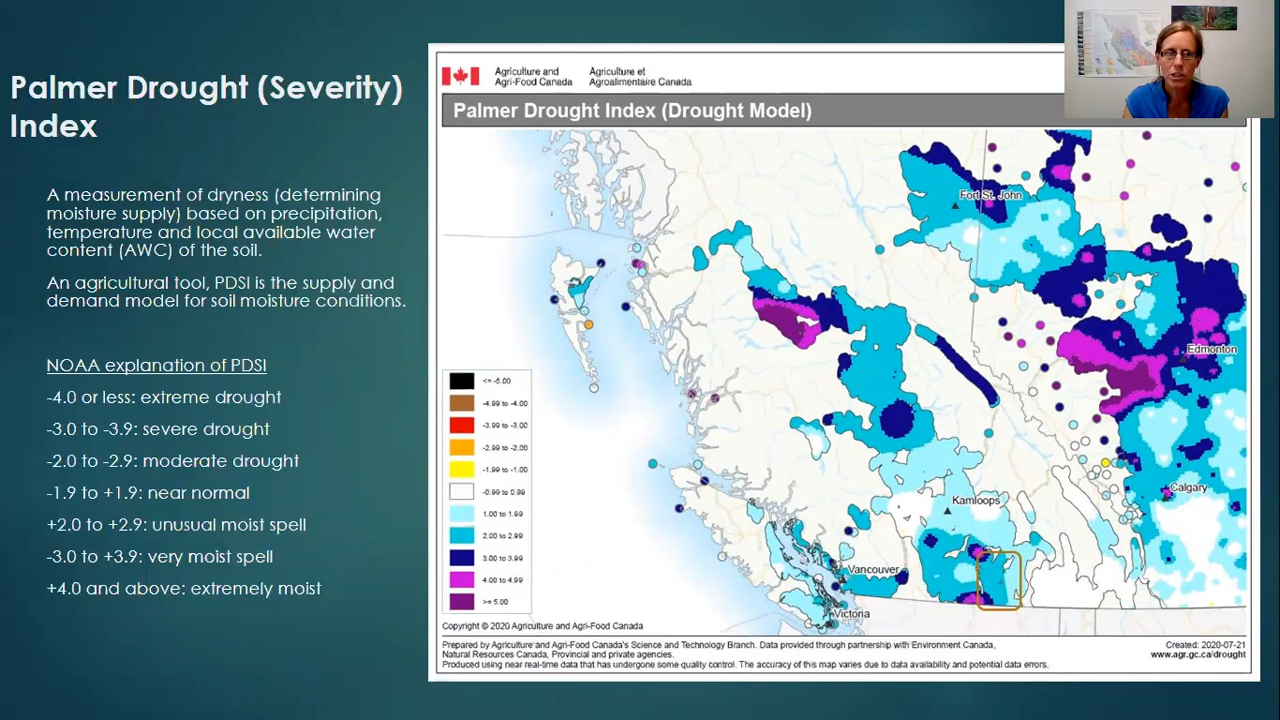 Palmer Drought (Severity)
Index
A measurement of dryness (determining
moisture supply) based on precipitation,
temperature and local available water
content (AWC) of the soil.
An agricultural tool, PDSI is the supply and
demand model for soil moisture conditions.
NOAA explanation of PDSI
-4.0 or less: extreme drought
-3.0 to -3.9: severe drought
-2.0 to -2.9: moderate drought
-1.9 to +1.9: near normal
+2.0 to +2.9: unusual moist spell
-3.0 to +3.9: very moist spell
+4.0 and above: extremely moist
Agriculture and
Agri-Food Canada
Agriculture et
Agroalimentaire Canada
Palmer Drought Index (Drought Model)
Fort St. John
Edmonton
Calgary
Kamloops
Vancouver
Victoria
<= -5.00
-4.99 to -4.00
-3.99 to -3.00
-2.99 to -2.00
-1.99 to -1.00
-0.99 to 0.99
1.00 to 1.99
2.00 to 2.99
3.00 to 3.99
4.00 to 4.99
>= 5.00
Copyright © 2020 Agriculture and Agri-Food Canada
Prepared by Agriculture and Agri-Food Canada's Science and Technology Branch. Data provided through partnership with Environment Canada,
Natural Resources Canada, Provincial and private agencies.
Produced using near real-time data that has undergone some quality control. The accuracy of this map varies due to data availability and potential data errors.
Created: 2020-07-21
www.agr.gc.ca/drought